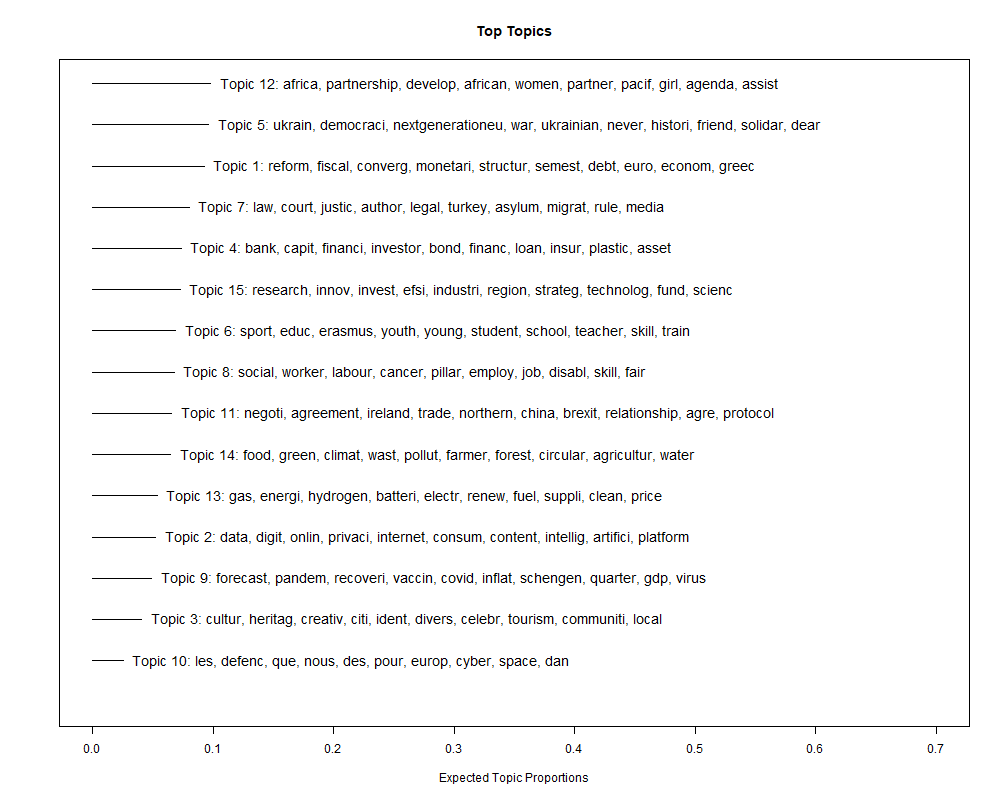 Top Topics
Topic 12: africa, partnership, develop, african, women, partner, pacif, girl, agenda, assist
Topic 5: ukrain, democraci, nextgenerationeu, war, ukrainian, never, histori, friend, solidar, dear
Topic 1: reform, fiscal, converg, monetari, structur, semest, debt, euro, econom, greec
Topic 7: law, court, justic, author, legal, turkey, asylum, migrat, rule, media
Topic 4: bank, capit, financi, investor, bond, financ, loan, insur, plastic, asset
Topic 15: research, innov, invest, efsi, industri, region, strateg, technolog, fund, scienc
Topic 6: sport, educ, erasmus, youth, young, student, school, teacher, skill, train
Topic 8: social, worker, labour, cancer, pillar, employ, job, disabl, skill, fair
Topic 11: negoti, agreement, ireland, trade, northern, china, brexit, relationship, agre, protocol
Topic 14: food, green, climat, wast, pollut, farmer, forest, circular, agricultur, water
Topic 13: gas, energi, hydrogen, batteri, electr, renew, fuel, suppli, clean, price
Topic 2: data, digit, onlin, privaci, internet, consum, content, intellig, artifici, platform
Topic 9: forecast, pandem, recoveri, vaccin, covid, inflat, schengen, quarter, gdp, virus
Topic 3: cultur, heritag, creativ, citi, ident, divers, celebr, tourism, communiti, local
Topic 10: les, defenc, que, nous, des, pour, europ, cyber, space, dan
0.0 0.1 0.2 0.3 0.4 0.5 0.6 0.7
Expected Topic Proportions